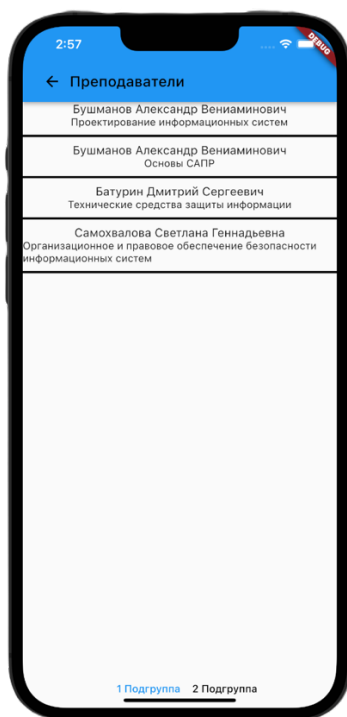 2:57
DEBUG
← Преподаватели
Бушманов Александр Вениаминович
Проектирование информационных систем
Бушманов Александр Вениаминович
Основы САПР
Батурин Дмитрий Сергеевич
Технические средства защиты информации
Самохвалова Светлана Геннадьевна
Организационное и правовое обеспечение безопасности
информационных систем
1 Подгруппа 2 Подгруппа